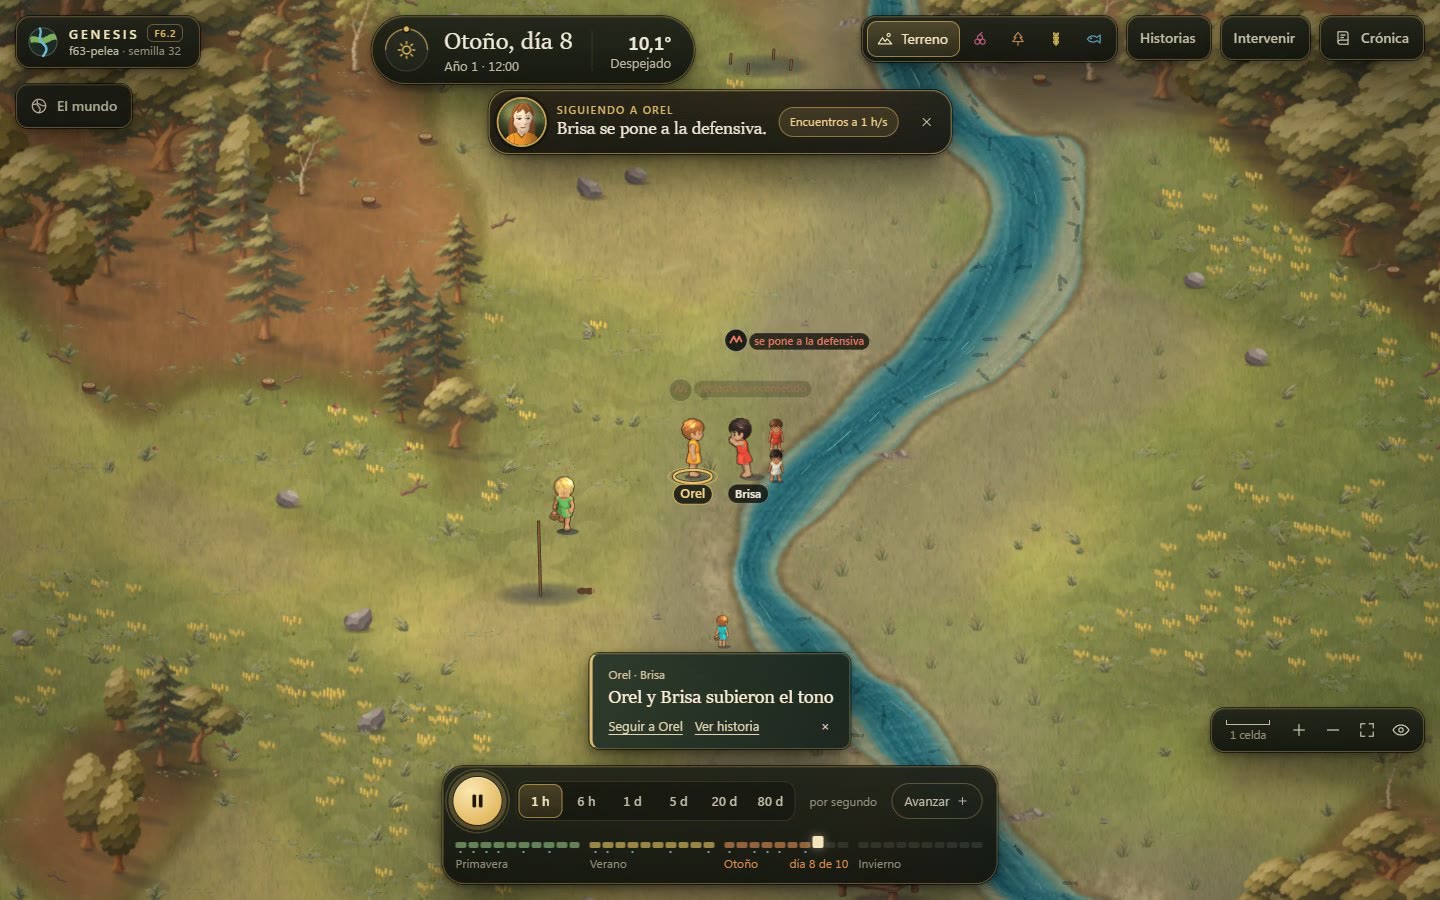 GENESIS F6.2
f63-pelea · semilla 32
El mundo
Otoño, día 8
Año 1 · 12:00
10,1°
Despejado
Terreno
Historias
Intervenir
Crónica
SIGUIENDO A OREL
Brisa se pone a la defensiva.
Encuentros a 1 h/s
×
se pone a la defensiva
Orel
Brisa
Orel · Brisa
Orel y Brisa subieron el tono
Seguir a Orel Ver historia ×
1 celda + −
1 h 6 h 1 d 5 d 20 d 80 d por segundo Avanzar +
Primavera Verano Otoño día 8 de 10 Invierno